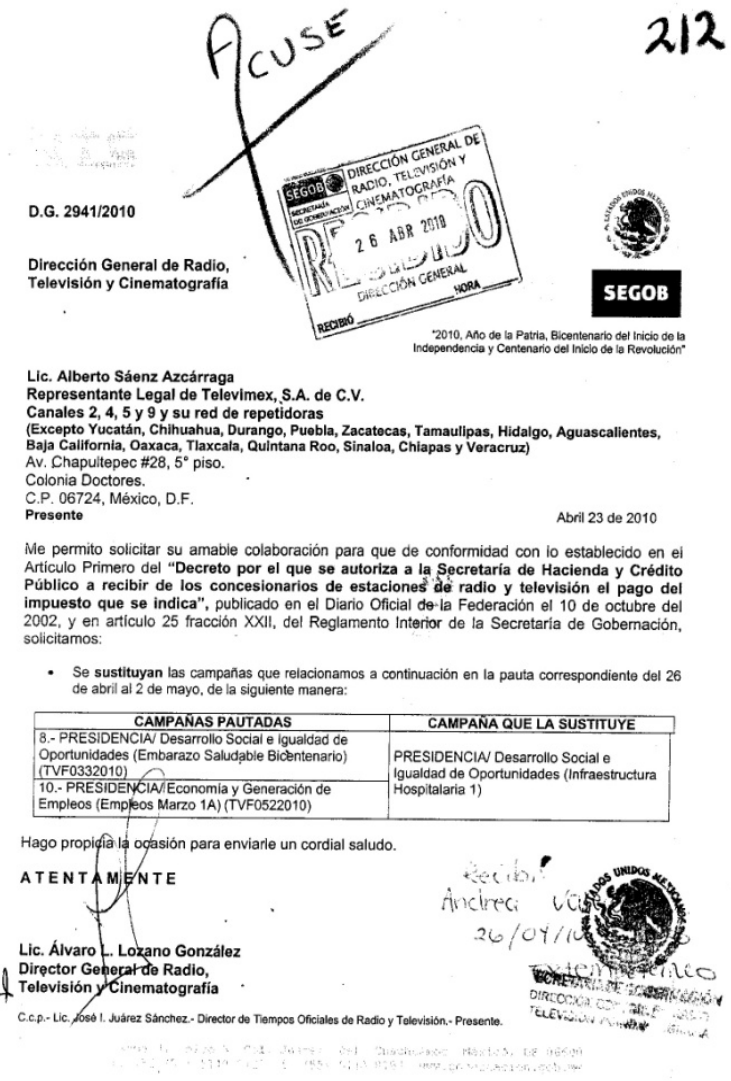 ACUSE
212
SEGOB
SECRETARÍA
DE GOBERNACIÓN
DIRECCIÓN GENERAL DE
RADIO, TELEVISIÓN Y
CINEMATOGRAFÍA
RECIBIDO
26 ABR 2010
DIRECCIÓN GENERAL
RECIBIÓ HORA
D.G. 2941/2010
Dirección General de Radio,
Televisión y Cinematografía
ESTADOS UNIDOS MEXICANOS
SEGOB
"2010, Año de la Patria, Bicentenario del Inicio de la
Independencia y Centenario del Inicio de la Revolución"
Lic. Alberto Sáenz Azcárraga
Representante Legal de Televimex, S.A. de C.V.
Canales 2, 4, 5 y 9 y su red de repetidoras
(Excepto Yucatán, Chihuahua, Durango, Puebla, Zacatecas, Tamaulipas, Hidalgo, Aguascalientes,
Baja California, Oaxaca, Tlaxcala, Quintana Roo, Sinaloa, Chiapas y Veracruz)
Av. Chapultepec #28, 5° piso.
Colonia Doctores.
C.P. 06724, México, D.F.
Presente
Abril 23 de 2010
Me permito solicitar su amable colaboración para que de conformidad con lo establecido en el
Artículo Primero del "Decreto por el que se autoriza a la Secretaría de Hacienda y Crédito
Público a recibir de los concesionarios de estaciones de radio y televisión el pago del
impuesto que se indica", publicado en el Diario Oficial de la Federación el 10 de octubre del
2002, y en artículo 25 fracción XXII, del Reglamento Interior de la Secretaría de Gobernación,
solicitamos:
• Se sustituyan las campañas que relacionamos a continuación en la pauta correspondiente del 26
de abril al 2 de mayo, de la siguiente manera:
CAMPAÑAS PAUTADAS
CAMPAÑA QUE LA SUSTITUYE
8.- PRESIDENCIA/ Desarrollo Social e Igualdad de
Oportunidades (Embarazo Saludable Bicentenario)
(TVF0332010)
10.- PRESIDENCIA/ Economía y Generación de
Empleos (Empleos Marzo 1A) (TVF0522010)
PRESIDENCIA/ Desarrollo Social e
Igualdad de Oportunidades (Infraestructura
Hospitalaria 1)
Hago propicia la ocasión para enviarle un cordial saludo.
ATENTAMENTE
Recibí
Andrea
26/04/10
UNIDOS
Lic. Álvaro L. Lozano González
Director General de Radio,
Televisión y Cinematografía
SECRETARIA DE GOBERNACIÓN
C.c.p.- Lic. José I. Juárez Sánchez.- Director de Tiempos Oficiales de Radio y Televisión.- Presente.